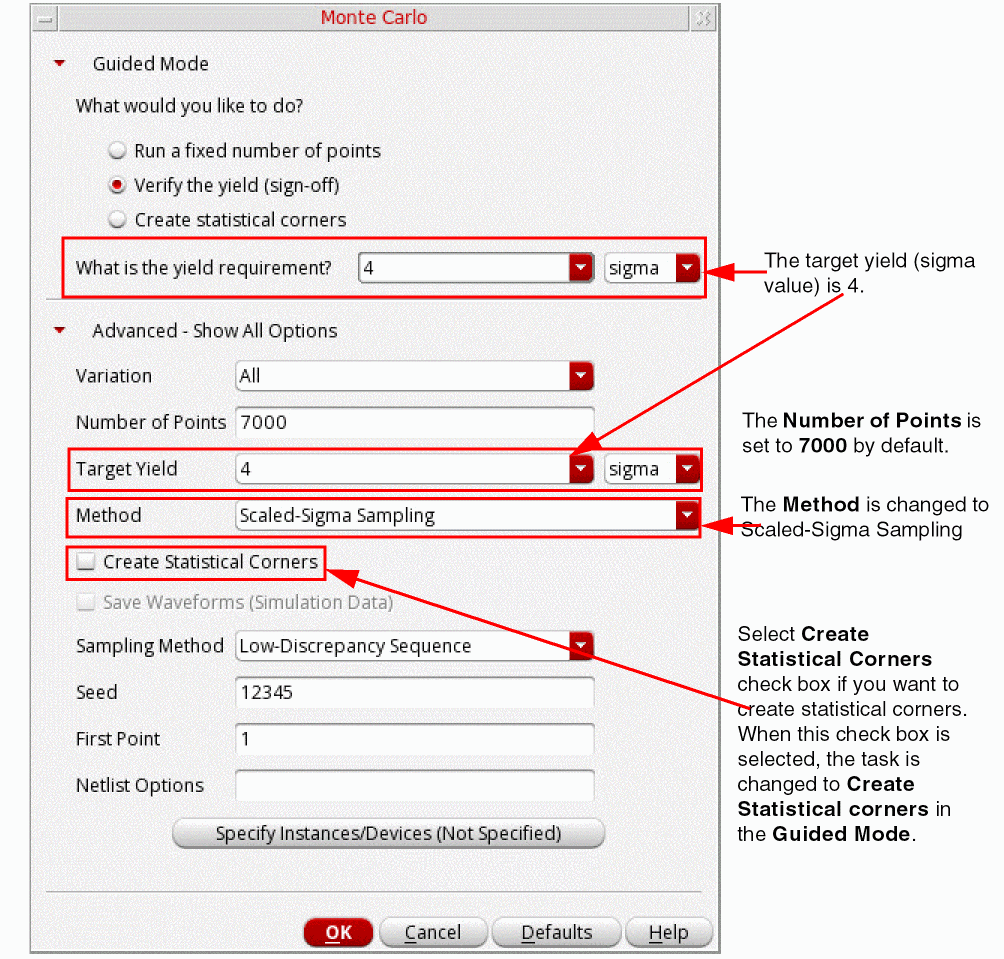 Monte Carlo
Guided Mode
What would you like to do?
Run a fixed number of points
Verify the yield (sign-off)
Create statistical corners
What is the yield requirement? 4 sigma
The target yield (sigma
value) is 4.
Advanced - Show All Options
Variation All
Number of Points 7000
The Number of Points is
set to 7000 by default.
Target Yield 4 sigma
Method Scaled-Sigma Sampling
The Method is changed to
Scaled-Sigma Sampling
Create Statistical Corners
Save Waveforms (Simulation Data)
Sampling Method Low-Discrepancy Sequence
Seed 12345
First Point 1
Netlist Options
Specify Instances/Devices (Not Specified)
Select Create
Statistical Corners
check box if you want to
create statistical corners.
When this check box is
selected, the task is
changed to Create
Statistical corners in
the Guided Mode.
OK Cancel Defaults Help